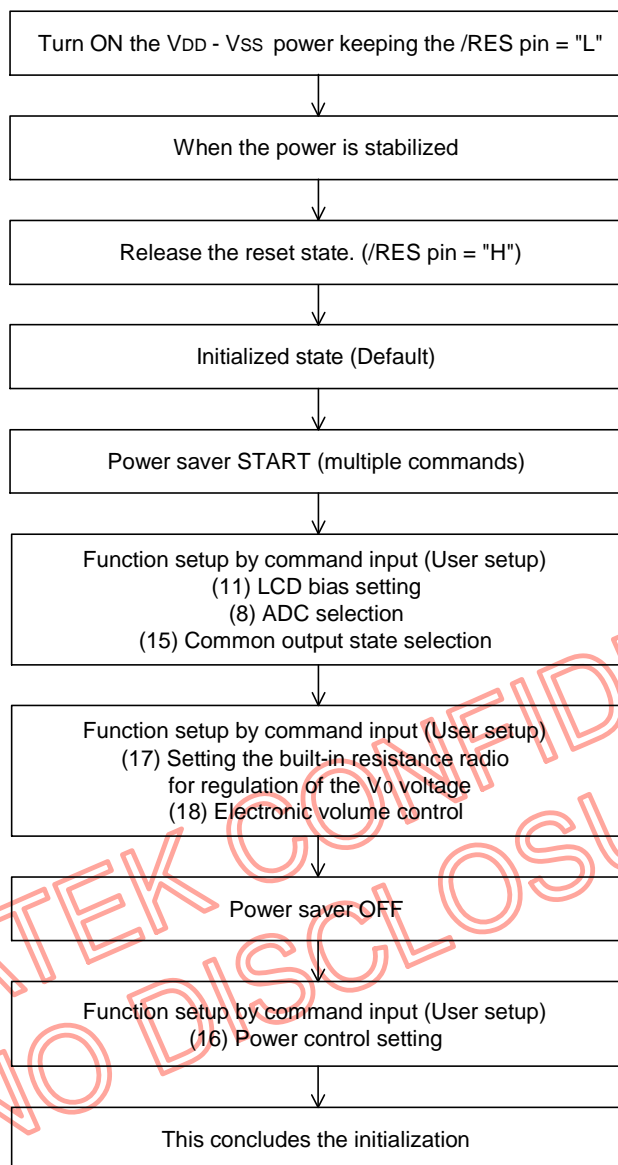 Turn ON the VDD - VSS power keeping the /RES pin = "L"
When the power is stabilized
Release the reset state. (/RES pin = "H")
Initialized state (Default)
Power saver START (multiple commands)
Function setup by command input (User setup)
(11) LCD bias setting
(8) ADC selection
(15) Common output state selection
Function setup by command input (User setup)
(17) Setting the built-in resistance radio
for regulation of the V0 voltage
(18) Electronic volume control
Power saver OFF
Function setup by command input (User setup)
(16) Power control setting
This concludes the initialization
ATEK CONFID
NO DISCLOSU